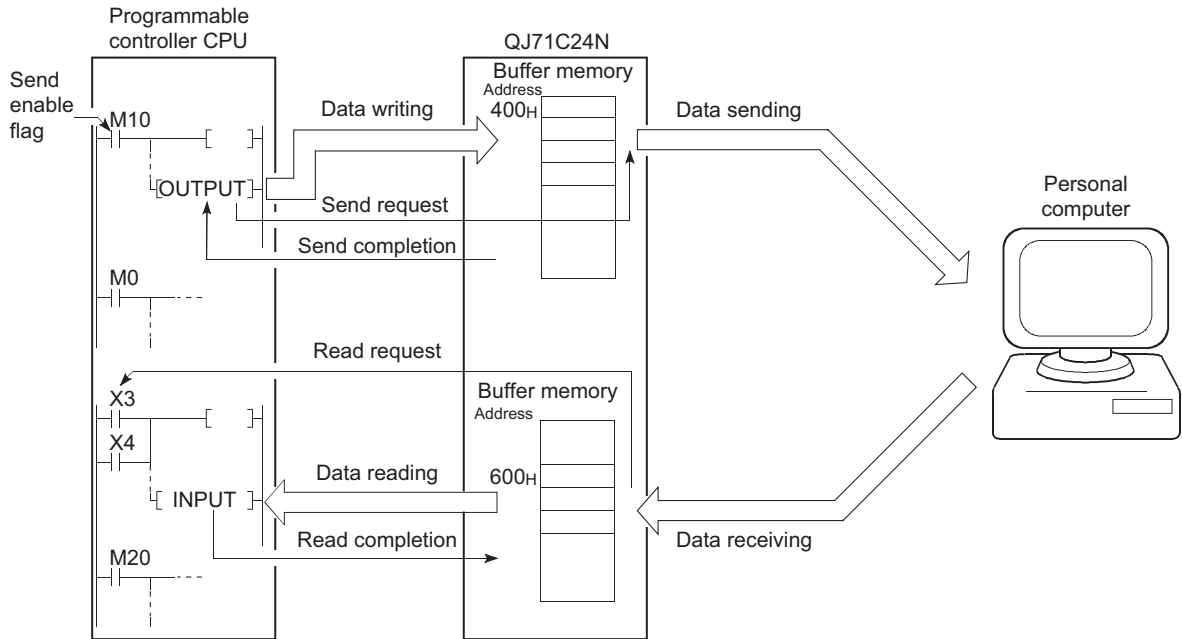 Programmable
controller CPU
QJ71C24N
Send
enable
flag
M10
Data writing
Buffer memory
Address
400H
Data sending
[OUTPUT]
Send request
Send completion
Personal
computer
M0
Read request
X3
X4
Buffer memory
Address
600H
Data reading
[ INPUT ]
Read completion
Data receiving
M20